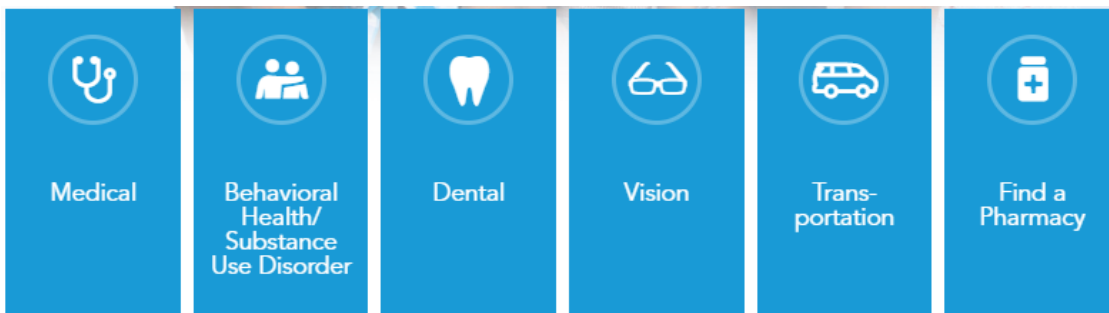 Medical
Behavioral
Health/
Substance
Use Disorder
Dental
Vision
Trans-
portation
Find a
Pharmacy